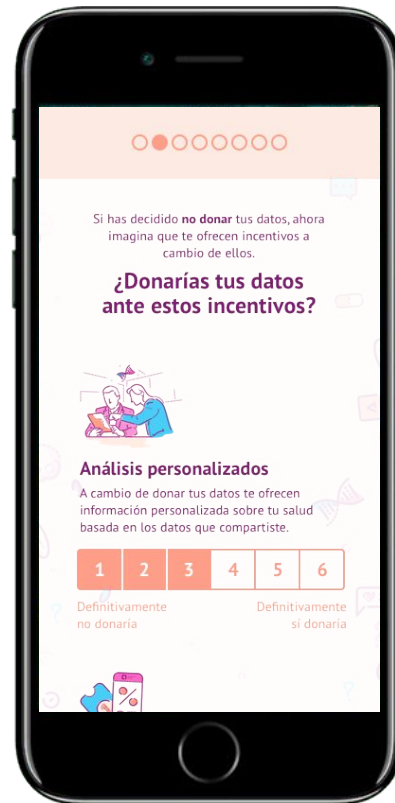 Si has decidido no donar tus datos, ahora
imagina que te ofrecen incentivos a
cambio de ellos.
¿Donarías tus datos
ante estos incentivos?
Análisis personalizados
A cambio de donar tus datos te ofrecen
información personalizada sobre tu salud
basada en los datos que compartiste.
1 2 3 4 5 6
Definitivamente Definitivamente
no donaría sí donaria